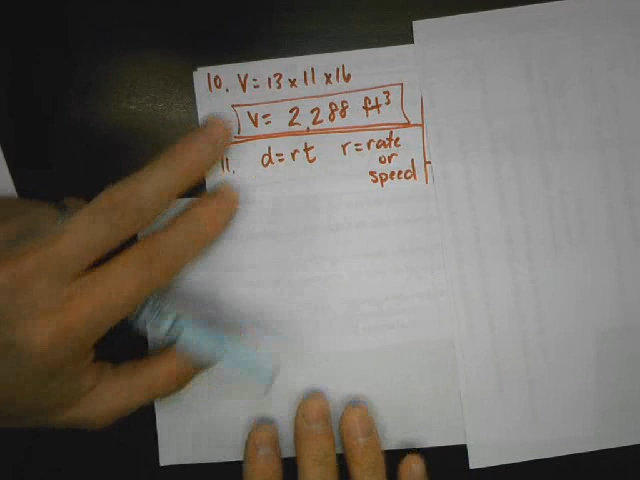 10. V = 13 x 11 x 16
V = 2,288 ft³
11. d = rt r = rate
or
speed